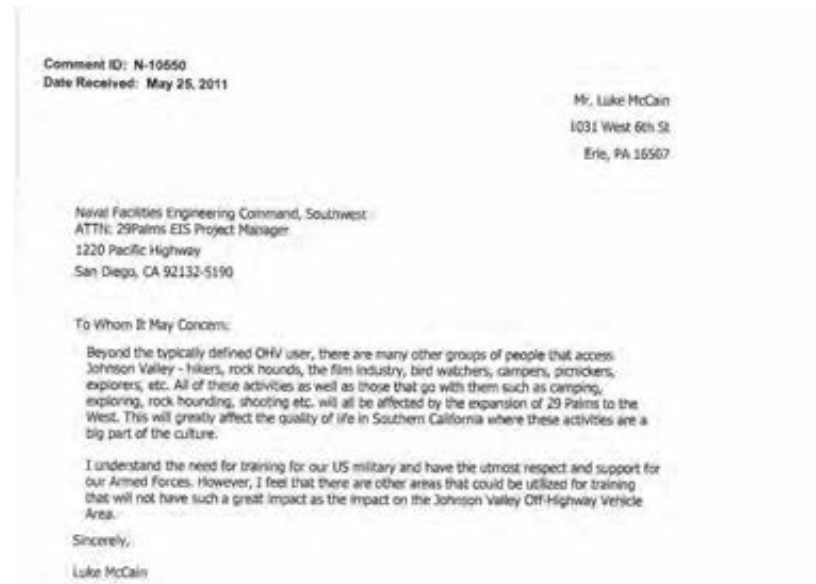 Comment ID: N-10550
Date Received: May 25, 2011
Mr. Luke McCain
1031 West 6th St
Erie, PA 16507
Naval Facilities Engineering Command, Southwest
ATTN: 29Palms EIS Project Manager
1220 Pacific Highway
San Diego, CA 92132-5190
To Whom It May Concern:
Beyond the typically defined OHV user, there are many other groups of people that access
Johnson Valley - hikers, rock hounds, the film industry, bird watchers, campers, picnickers,
explorers, etc. All of these activities as well as those that go with them such as camping,
exploring, rock hounding, shooting etc. will all be affected by the expansion of 29 Palms to the
West. This will greatly affect the quality of life in Southern California where these activities are a
big part of the culture.
I understand the need for training for our US military and have the utmost respect and support for
our Armed Forces. However, I feel that there are other areas that could be utilized for training
that will not have such a great impact as the impact on the Johnson Valley Off-Highway Vehicle
Area.
Sincerely,
Luke McCain